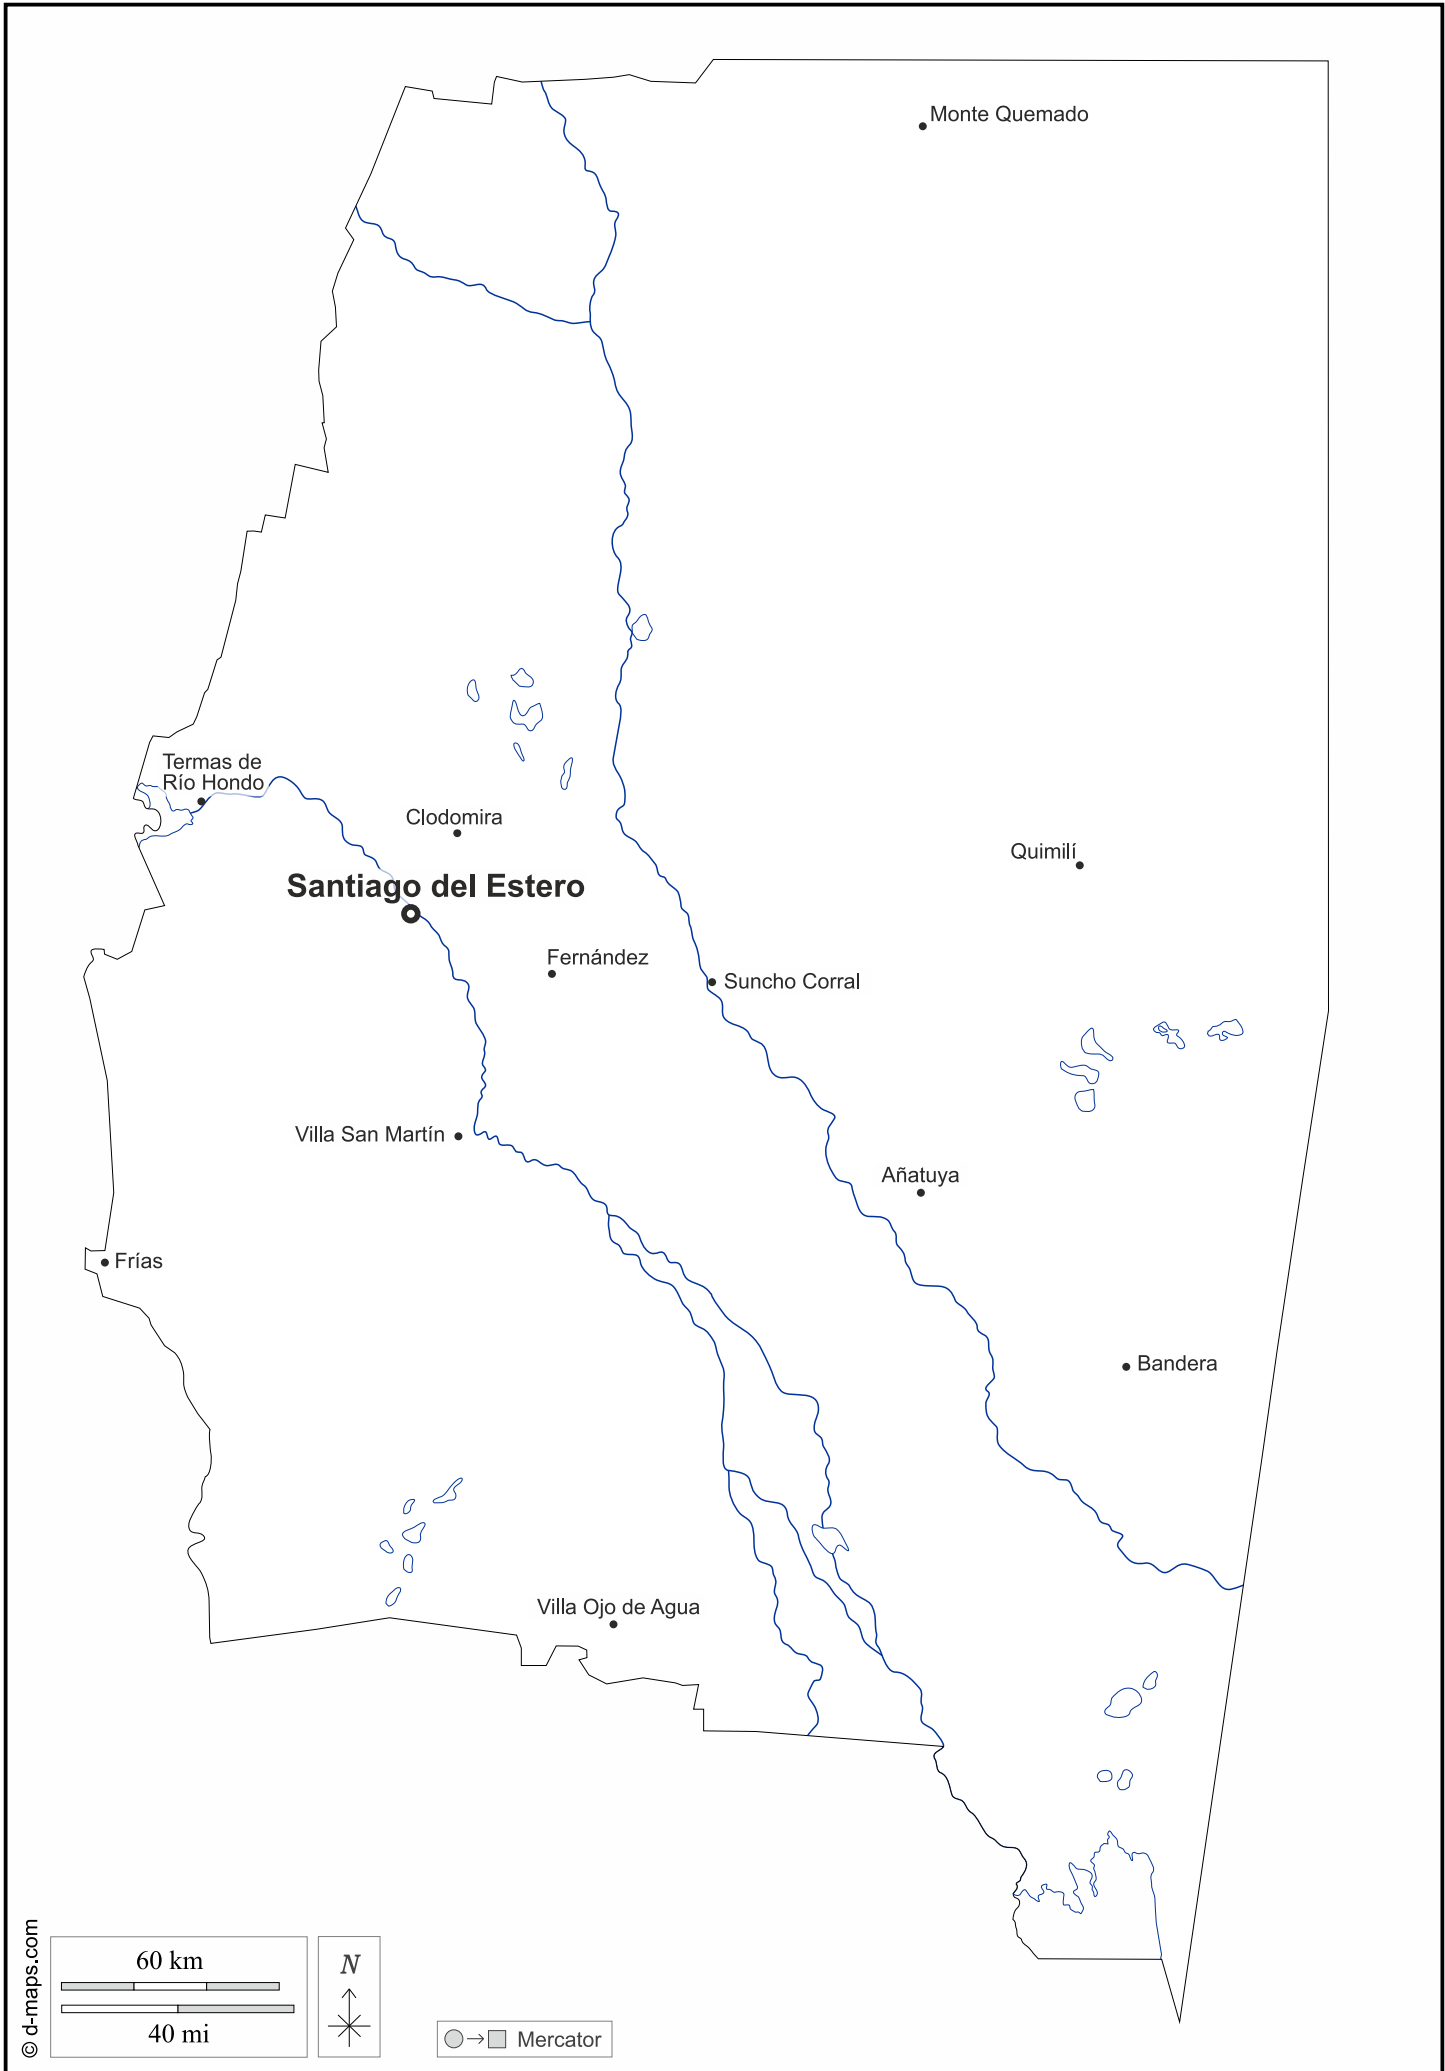 Monte Quemado
Termas de
Río Hondo
Clodomira
Quimilí
Santiago del Estero
Fernández
Suncho Corral
Villa San Martín
Añatuya
Frías
Bandera
Villa Ojo de Agua
© d-maps.com
60 km
40 mi
N
Mercator